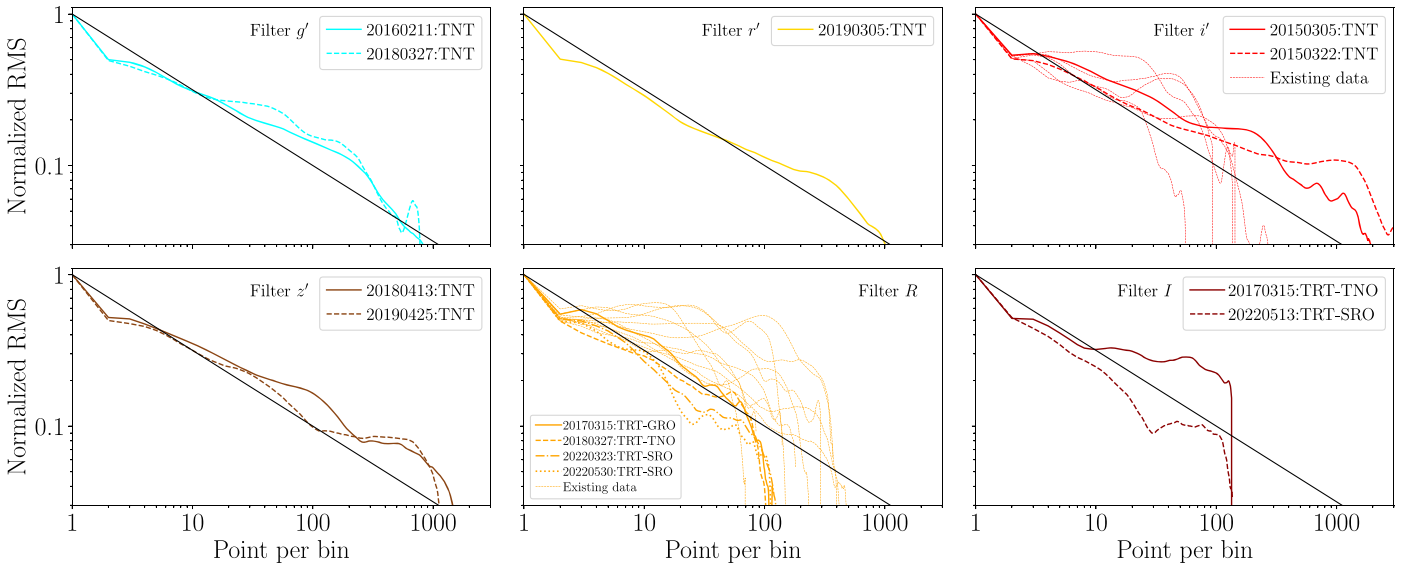 Normalized RMS
1
0.1
Filter g′
20160211:TNT
20180327:TNT
Filter r′
20190305:TNT
Filter i′
20150305:TNT
20150322:TNT
Existing data
Normalized RMS
1
0.1
Filter z′
20180413:TNT
20190425:TNT
1 10 100 1000
Point per bin
Filter R
20170315:TRT-GRO
20180327:TRT-TNO
20220323:TRT-SRO
20220530:TRT-SRO
Existing data
1 10 100 1000
Point per bin
Filter I
20170315:TRT-TNO
20220513:TRT-SRO
1 10 100 1000
Point per bin